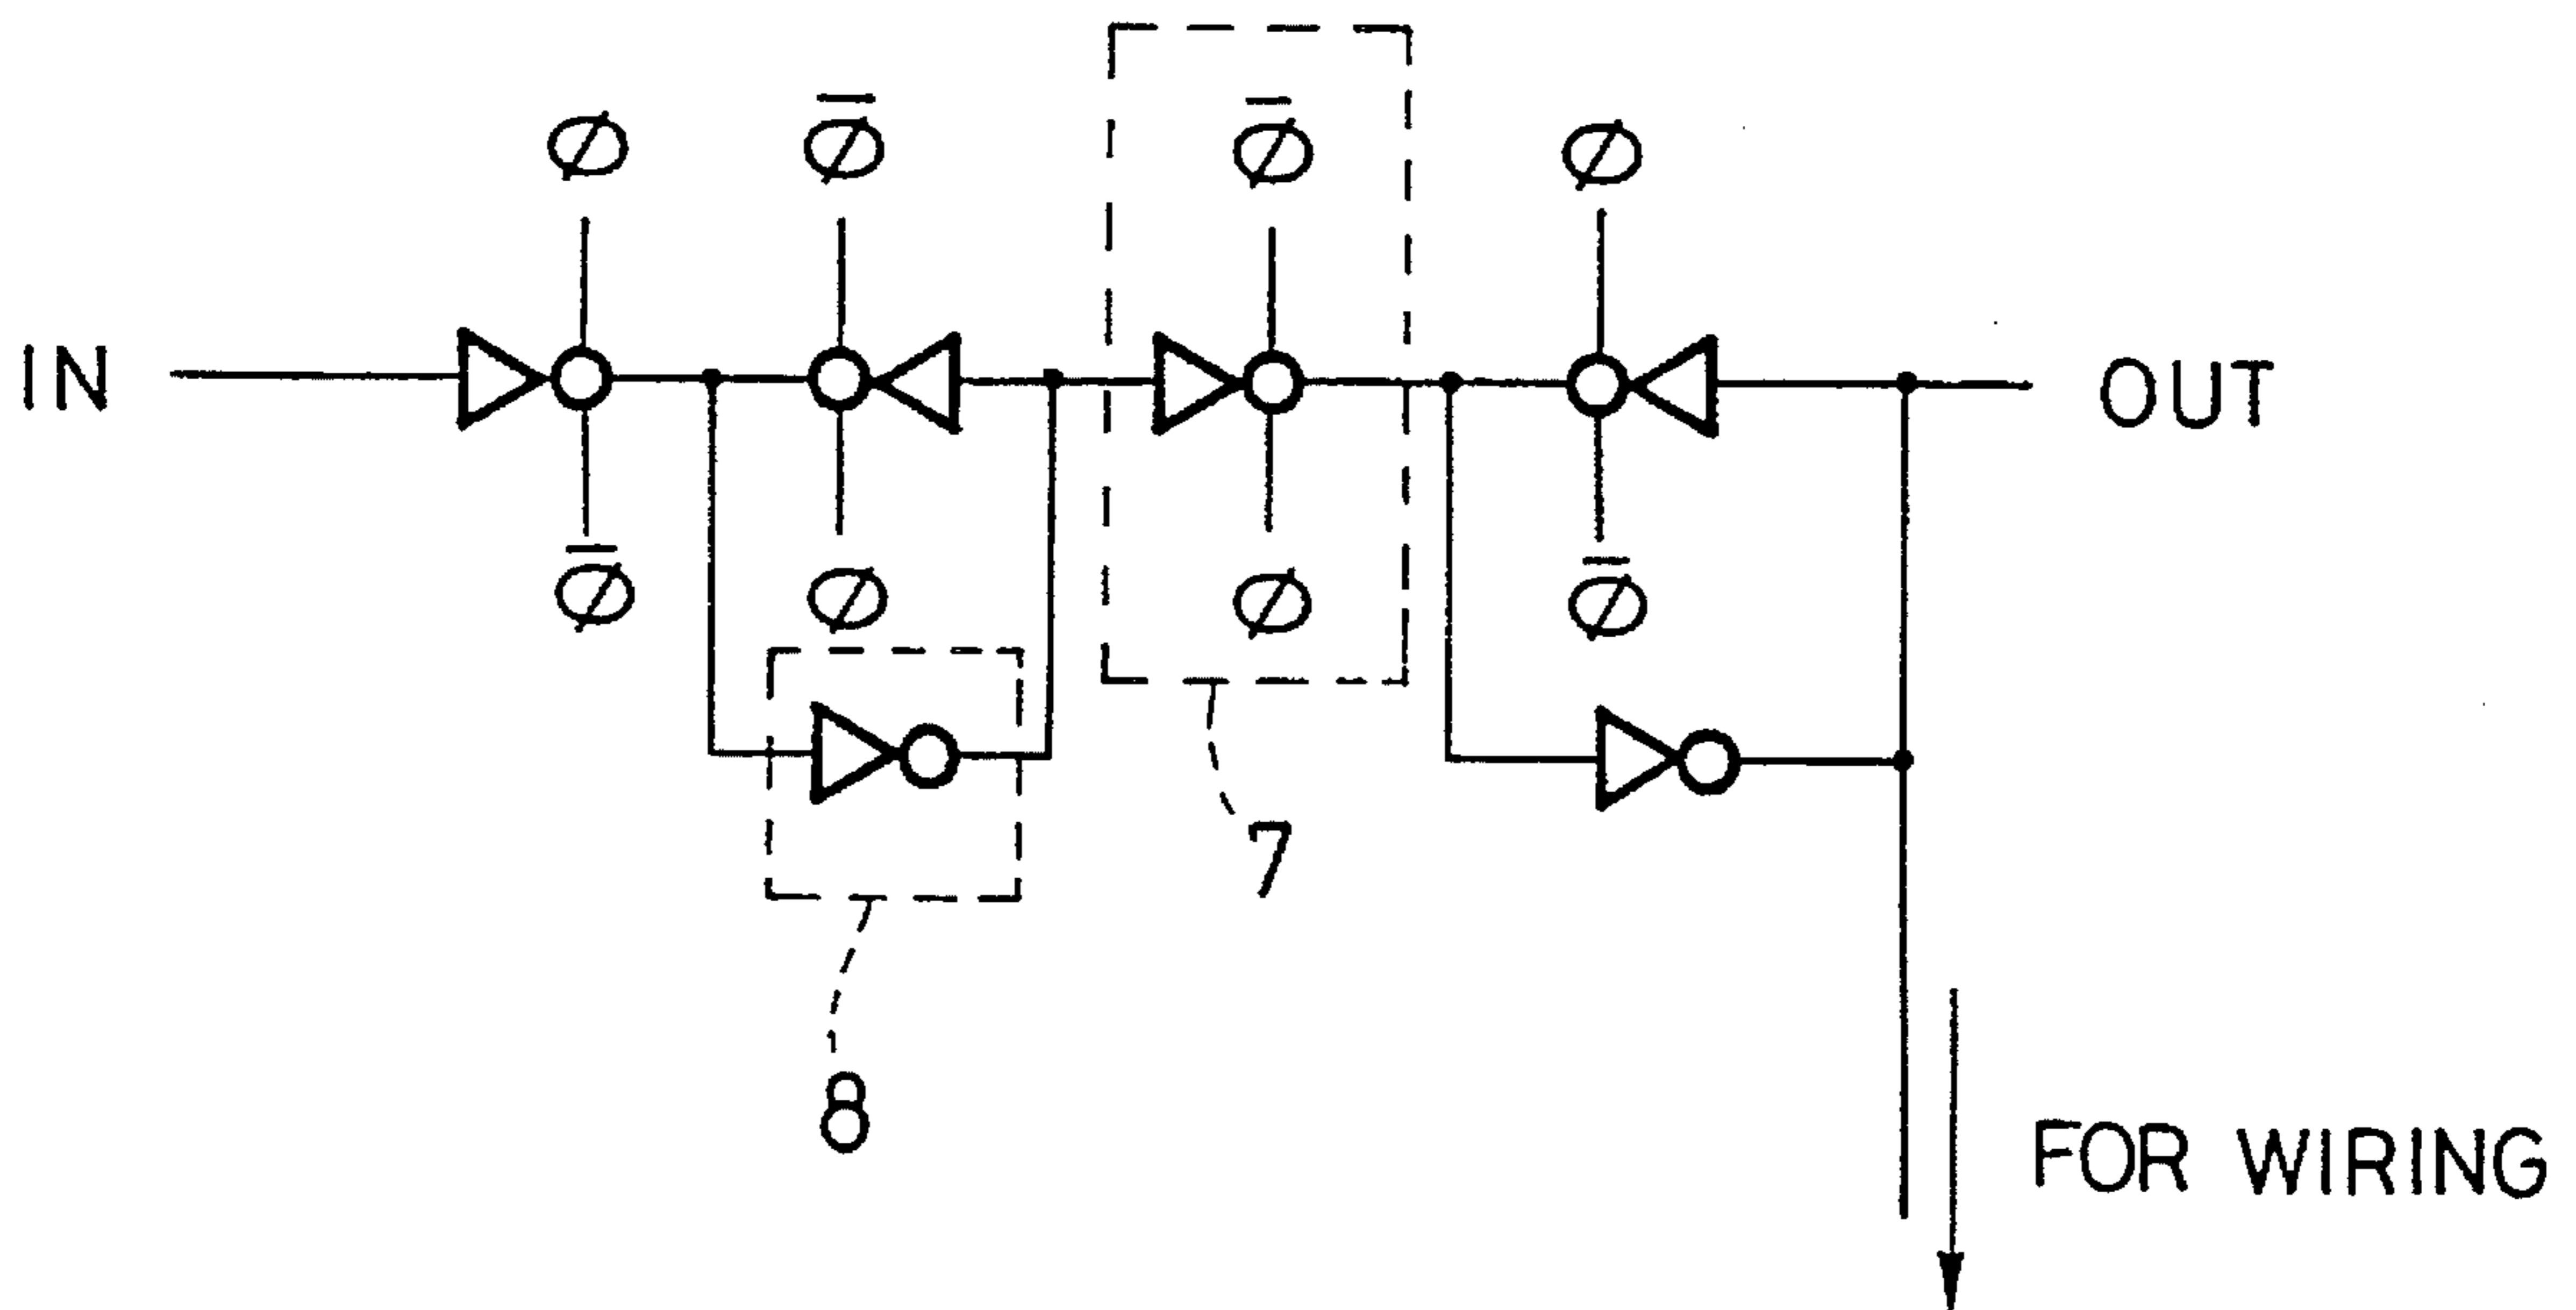 Ø Ø̅ Ø̅ Ø
IN OUT
Ø̅ Ø Ø Ø̅
7
8
FOR WIRING